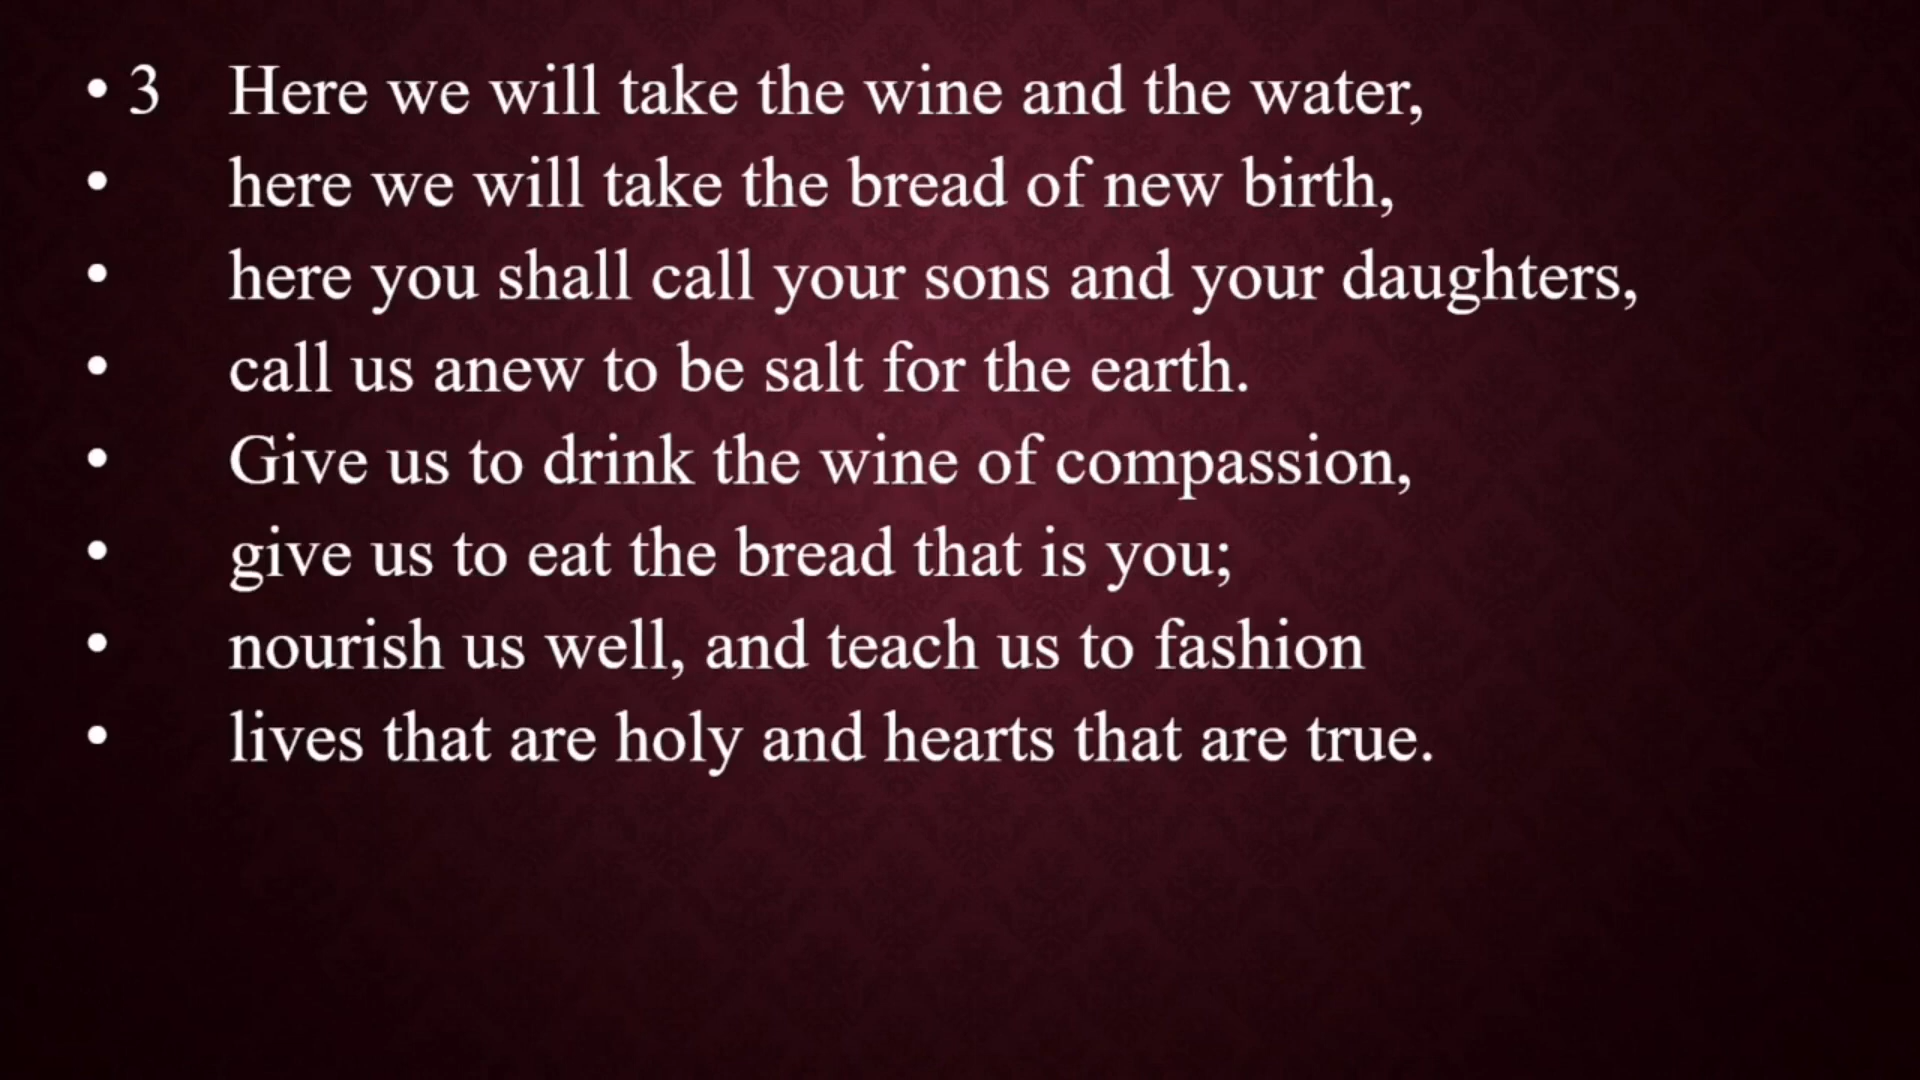 • 3 Here we will take the wine and the water,
• here we will take the bread of new birth,
• here you shall call your sons and your daughters,
• call us anew to be salt for the earth.
• Give us to drink the wine of compassion,
• give us to eat the bread that is you;
• nourish us well, and teach us to fashion
• lives that are holy and hearts that are true.